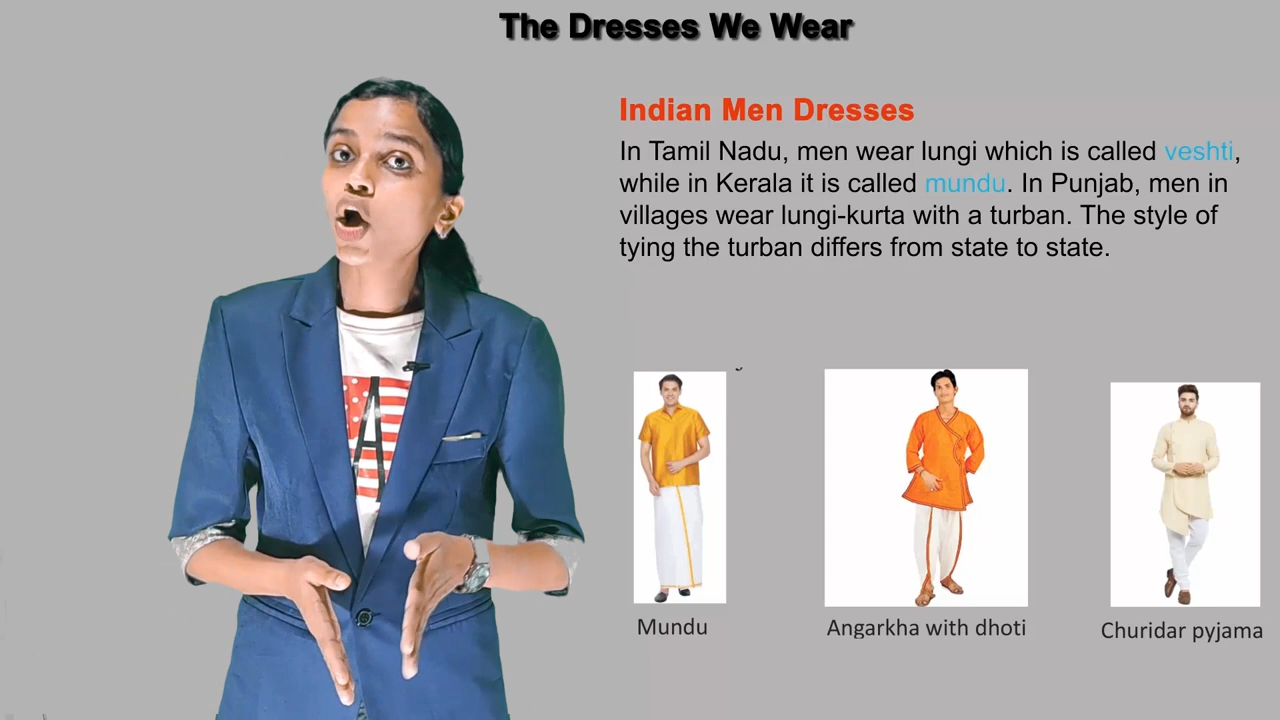 The Dresses We Wear
Indian Men Dresses
In Tamil Nadu, men wear lungi which is called veshti,
while in Kerala it is called mundu. In Punjab, men in
villages wear lungi-kurta with a turban. The style of
tying the turban differs from state to state.
A
Mundu
Angarkha with dhoti
Churidar pyjama